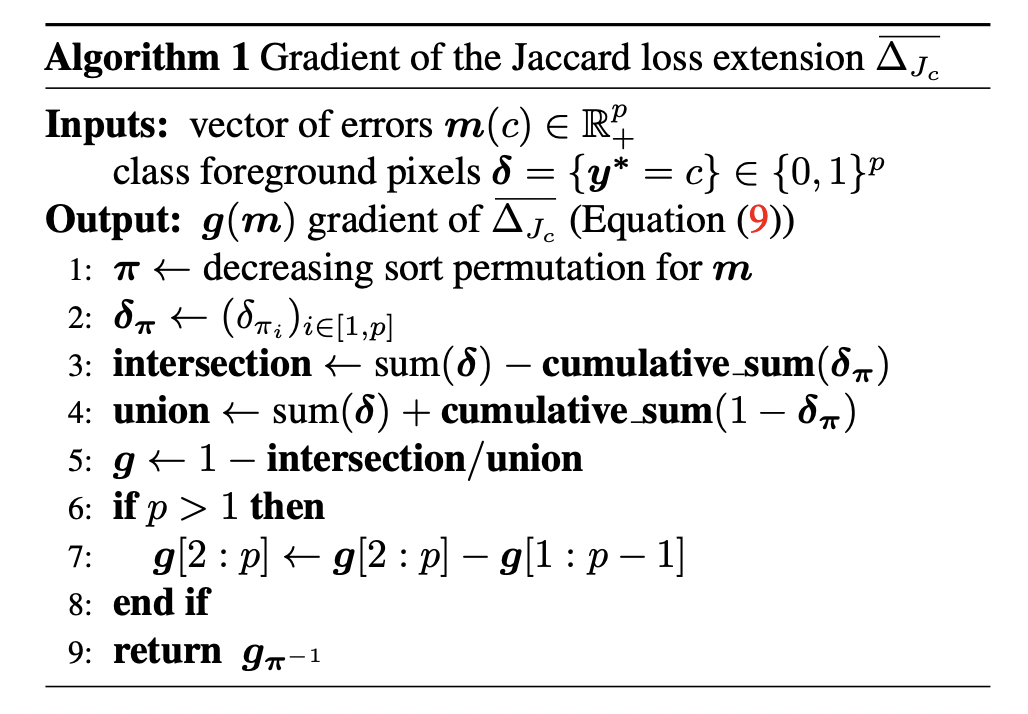 Algorithm 1 Gradient of the Jaccard loss extension $\overline{\Delta_{J_c}}$
Inputs: vector of errors $\boldsymbol{m}(c) \in \mathbb{R}_+^p$
class foreground pixels $\boldsymbol{\delta} = \{\boldsymbol{y}^* = c\} \in \{0, 1\}^p$
Output: $\boldsymbol{g}(\boldsymbol{m})$ gradient of $\overline{\Delta_{J_c}}$ (Equation (9))
1: $\boldsymbol{\pi} \leftarrow$ decreasing sort permutation for $\boldsymbol{m}$
2: $\boldsymbol{\delta_\pi} \leftarrow (\delta_{\pi_i})_{i \in [1,p]}$
3: intersection $\leftarrow$ sum($\boldsymbol{\delta}$) $-$ cumulative_sum($\boldsymbol{\delta_\pi}$)
4: union $\leftarrow$ sum($\boldsymbol{\delta}$) $+$ cumulative_sum($1 - \boldsymbol{\delta_\pi}$)
5: $\boldsymbol{g} \leftarrow 1 -$ intersection/union
6: if $p > 1$ then
7: $\boldsymbol{g}[2 : p] \leftarrow \boldsymbol{g}[2 : p] - \boldsymbol{g}[1 : p - 1]$
8: end if
9: return $\boldsymbol{g}_{\boldsymbol{\pi}^{-1}}$